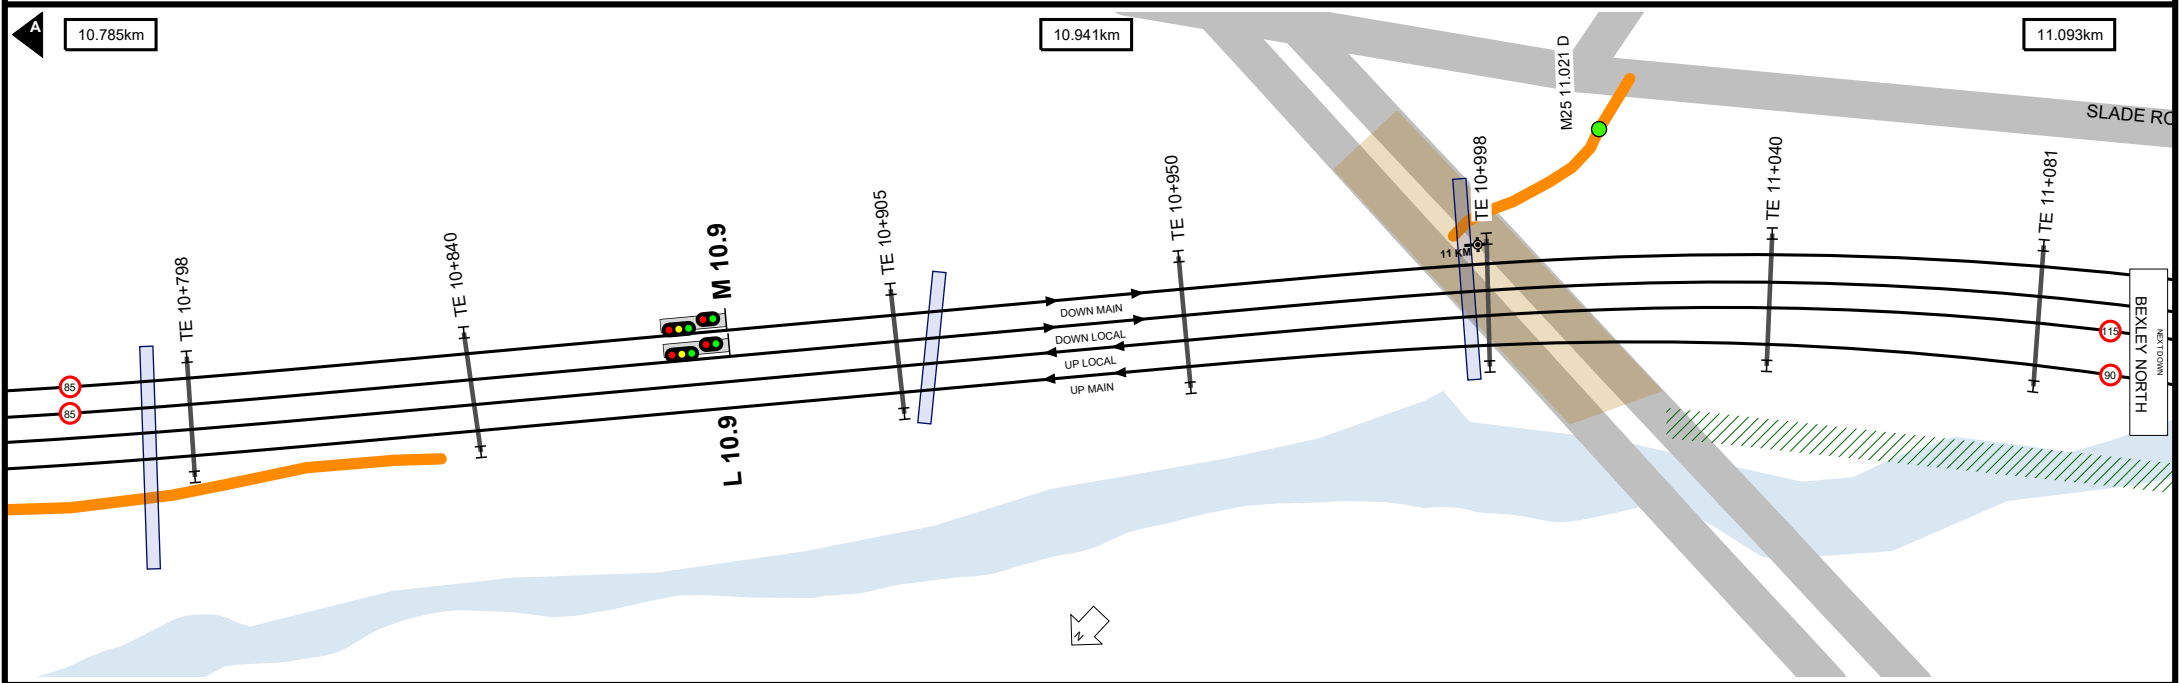 A
10.785km
10.941km
11.093km
M25 11.021 D
SLADE RO
TE 10+798
TE 10+840
M 10.9
TE 10+905
TE 10+950
TE 10+998
TE 11+040
TE 11+081
11 KM
DOWN MAIN
DOWN LOCAL
UP LOCAL
UP MAIN
85
85
115
90
BEXLEY NORTH
NEXT DOWN
L 10.9
N